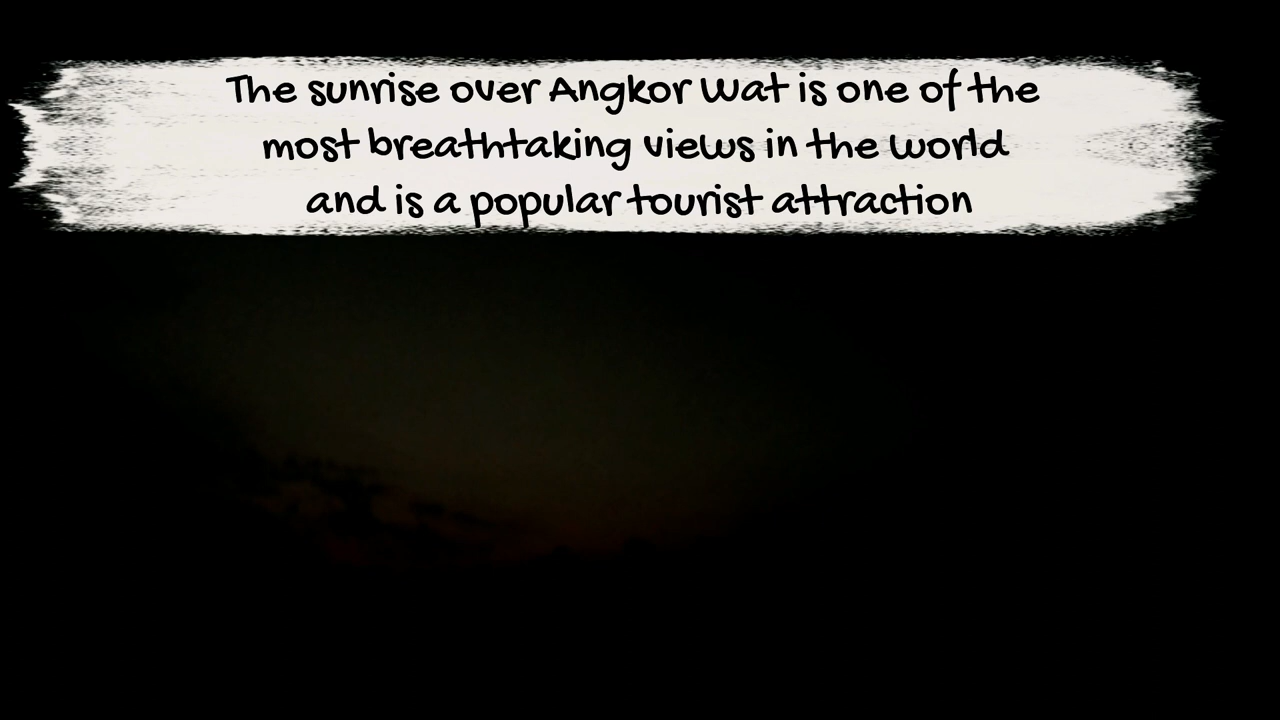 The sunrise over Angkor Wat is one of the
most breathtaking views in the world
and is a popular tourist attraction